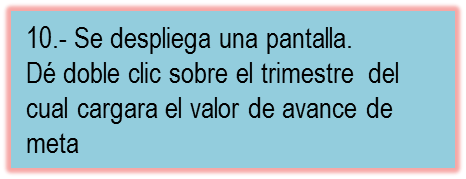 10.- Se despliega una pantalla.
Dé doble clic sobre el trimestre del
cual cargara el valor de avance de
meta